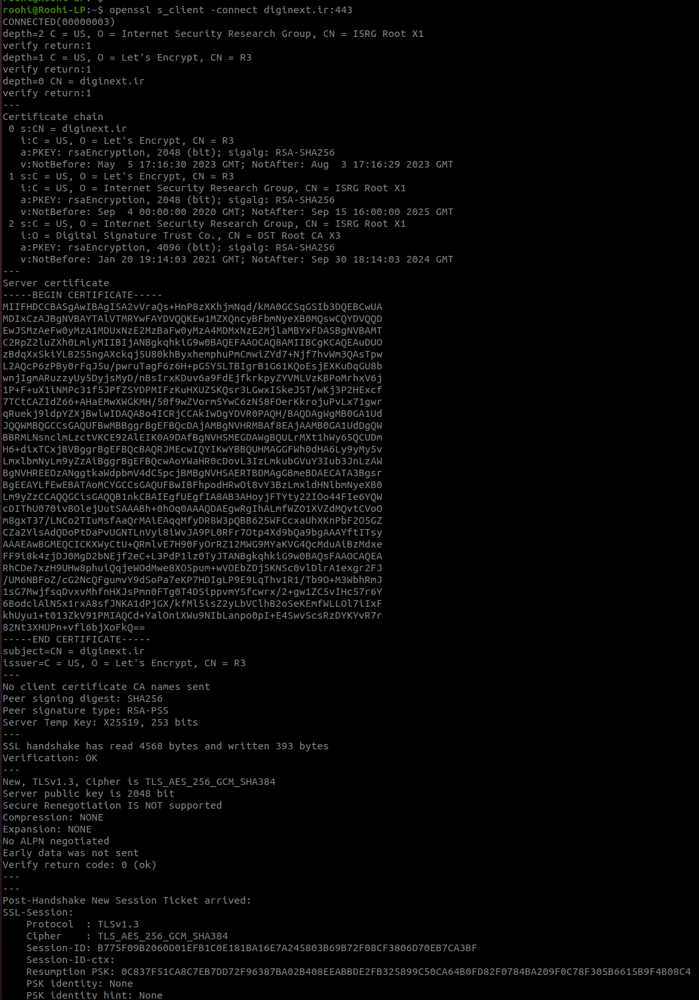 roohi@Roohi-LP:~$ openssl s_client -connect diginext.ir:443
CONNECTED(00000003)
depth=2 C = US, O = Internet Security Research Group, CN = ISRG Root X1
verify return:1
depth=1 C = US, O = Let's Encrypt, CN = R3
verify return:1
depth=0 CN = diginext.ir
verify return:1
---
Certificate chain
 0 s:CN = diginext.ir
   i:C = US, O = Let's Encrypt, CN = R3
   a:PKEY: rsaEncryption, 2048 (bit); sigalg: RSA-SHA256
   v:NotBefore: May  5 17:16:30 2023 GMT; NotAfter: Aug  3 17:16:29 2023 GMT
 1 s:C = US, O = Let's Encrypt, CN = R3
   i:C = US, O = Internet Security Research Group, CN = ISRG Root X1
   a:PKEY: rsaEncryption, 2048 (bit); sigalg: RSA-SHA256
   v:NotBefore: Sep  4 00:00:00 2020 GMT; NotAfter: Sep 15 16:00:00 2025 GMT
 2 s:C = US, O = Internet Security Research Group, CN = ISRG Root X1
   i:O = Digital Signature Trust Co., CN = DST Root CA X3
   a:PKEY: rsaEncryption, 4096 (bit); sigalg: RSA-SHA256
   v:NotBefore: Jan 20 19:14:03 2021 GMT; NotAfter: Sep 30 18:14:03 2024 GMT
---
Server certificate
-----BEGIN CERTIFICATE-----
MIIFHDCCBASgAwIBAgISA2vVraQs+HnP8zXKhjmNqd/kMA0GCSqGSIb3DQEBCwUA
MDIxCzAJBgNVBAYTAlVTMRYwFAYDVQQKEw1MZXQncyBFbmNyeXB0MQswCQYDVQQD
EwJSMzAeFw0yMzA1MDUxNzE2MzBaFw0yMzA4MDMxNzE2MjlaMBYxFDASBgNVBAMT
C2RpZ2luZXh0LmlyMIIBIjANBgkqhkiG9w0BAQEFAAOCAQ8AMIIBCgKCAQEAuDUO
zBdqXxSkiYLB2S5ngAXckqj5U80khByxhemphuPmCmwiZYd7+Njf7hvWm3QAsTpw
L2AQcP6zPBy0rFqJ5u/pwruTagF6z6H+pG5Y5LTBIgrB1G61KQoEsjEXKuDqGU8b
wnjIgmARuzzyUy5DyjsMyD/nBsIrxKDuv6a9FdEjfkrkpyZYVMLVzKBPoMrhxV6j
1P+F+uX1iNMPc31f5JPfZSYDPMIFzKuHXUZSKQsr3LGwxISkeJST/wKj3P2HExcf
7TCtCAZIdZ66+AHaEMwXWGKMH/50f9wZVorm5YwC6zN58FOerKkrojuPvLx71gwr
qRuekj9ldpYZXjBwlwIDAQABo4ICRjCCAkIwDgYDVR0PAQH/BAQDAgWgMB0GA1Ud
JQQWMBQGCCsGAQUFBwMBBggrBgEFBQcDAjAMBgNVHRMBAf8EAjAAMB0GA1UdDgQW
BBRMLNsnclmLzctVKCE92AlEIK0A9DAfBgNVHSMEGDAWgBQULrMXt1hWy65QCUDm
H6+dixTCxjBVBggrBgEFBQcBAQRJMEcwIQYIKwYBBQUHMAGGFWh0dHA6Ly9yMy5v
LmxlbmNyLm9yZzAiBggrBgEFBQcwAoYWaHR0cDovL3IzLmkubGVuY3Iub3JnLzAW
BgNVHREEDzANggtkaWdpbmV4dC5pcjBMBgNVHSAERTBDMAgGBmeBDAECATA3Bgsr
BgEEAYLfEwEBATAoMCYGCCsGAQUFBwIBFhpodHRwOi8vY3BzLmxldHNlbmNyeXB0
Lm9yZzCCAQQGCisGAQQB1nkCBAIEgfUEgfIA8AB3AHoyjFTYty22IOo44FIe6YQW
cDIThU070ivBOlejUutSAAABh+0hOq0AAAQDAEgwRgIhALmfWZO1XVZdMQvtCVoO
m8gxT37/LNCo2TIuMsfAaQrMAiEAqqMfyDR8W3pQBB62SWFCcxaUhXKnPbF2O5GZ
CZa2YlsAdQDoPtDaPvUGNTLnVyi8iWvJA9PL0RFr7Otp4Xd9bQa9bgAAAYftITsy
AAAEAwBGMEQCICKXWyCtU+QRmlvE7H90FyOrRZ12MWG9MYaKVG4QcMduAiBzMdxe
FF9i8k4zjDJ0MgD2bNEjf2eC+L3PdP1lz0TyJTANBgkqhkiG9w0BAQsFAAOCAQEA
RhCDe7xzH9UHw8phuiQqjeWOdMwe8XO5pum+wVOEbZDj5KNSc0vlDlrA1exgr2FJ
/UM6NBFoZ/cG2NcQFgumvY9dSoPa7eKP7HDIgLP9E9LqThv1R1/Tb9O+M3WbhRmJ
1sG7MwjfsqDvxvMhfnHXJsPmn0FTg0T4DSippvmYSfcwrx/2+gw1ZC5vIHc57r6Y
6BodclAlNSx1rxA8sfJNKA1dPjGX/kfMl5isZ2yLbVClhB2oSeKEmfWLLOl7iIxF
khUyu1+t013ZkV91PMIAQCd+YalOniXWu9NIbLanpo0pI+E4SwvScsRzDYKYvR7r
82Nt3XHUPn+vfl6bjXoFkQ==
-----END CERTIFICATE-----
subject=CN = diginext.ir
issuer=C = US, O = Let's Encrypt, CN = R3
---
No client certificate CA names sent
Peer signing digest: SHA256
Peer signature type: RSA-PSS
Server Temp Key: X25519, 253 bits
---
SSL handshake has read 4568 bytes and written 393 bytes
Verification: OK
---
New, TLSv1.3, Cipher is TLS_AES_256_GCM_SHA384
Server public key is 2048 bit
Secure Renegotiation IS NOT supported
Compression: NONE
Expansion: NONE
No ALPN negotiated
Early data was not sent
Verify return code: 0 (ok)
---
---
Post-Handshake New Session Ticket arrived:
SSL-Session:
    Protocol  : TLSv1.3
    Cipher    : TLS_AES_256_GCM_SHA384
    Session-ID: B775F09B2060D01EFB1C0E181BA16E7A245803B69B72F08CF3806D70EB7CA3BF
    Session-ID-ctx:
    Resumption PSK: 0C837F51CA8C7EB7DD72F96387BA02B408EEABBDE2FB325899C50CA64B0FD82F0784BA209F0C78F305B6615B9F4B08C4
    PSK identity: None
    PSK identity hint: None